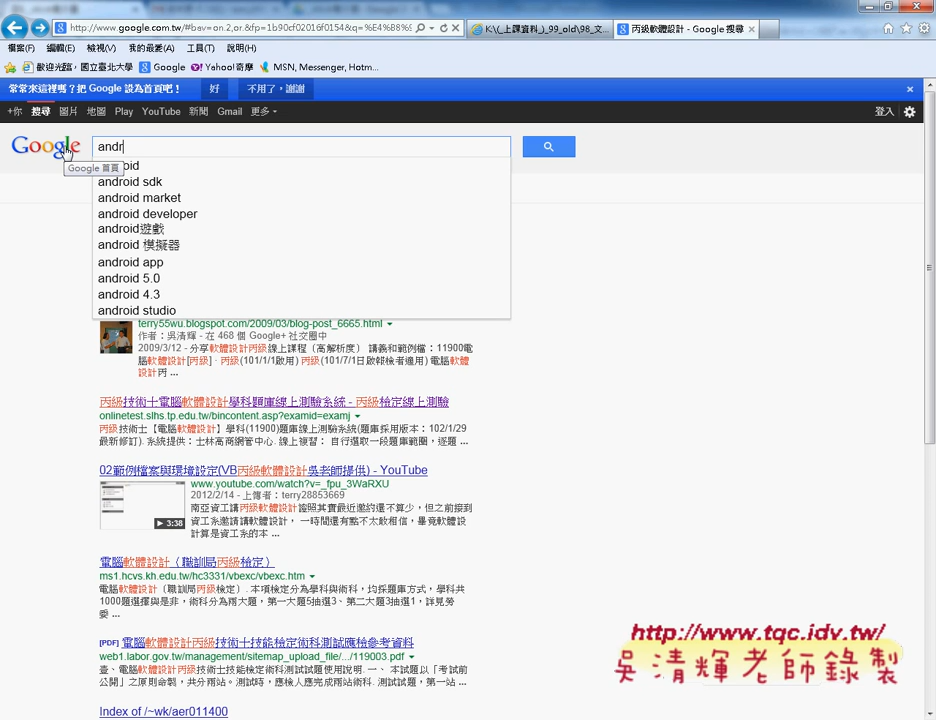 http://www.google.com.tw/#bav=on.2,or.&fp=1b90cf02016f0154&q=%E4%B8%
K:\(_上課資料_)_99_old\98_文...
丙級軟體設計 - Google 搜尋
檔案(F) 編輯(E) 檢視(V) 我的最愛(A) 工具(T) 說明(H)
歡迎光臨, 國立臺北大學 Google Yahoo!奇摩 MSN, Messenger, Hotm...
常常來這裡嗎？把 Google 設為首頁吧！ 好 不用了，謝謝
+你 搜尋 圖片 地圖 Play YouTube 新聞 Gmail 更多 登入
Google andr
Google 首頁
oid
android sdk
android market
android developer
android遊戲
android 模擬器
android app
android 5.0
android 4.3
android studio
terry55wu.blogspot.com/2009/03/blog-post_6665.html
作者：吳清輝 - 在 468 個 Google+ 社交圈中
2009/3/12 - 分享軟體設計丙級線上課程（高解析度） 講義和範例檔：11900電
腦軟體設計[丙級]．丙級(101/1/1啟用) 丙級(101/7/1日啟報檢者適用) 電腦軟體
設計丙 ...
丙級技術士電腦軟體設計學科題庫線上測驗系統 - 丙級檢定線上測驗
onlinetest.slhs.tp.edu.tw/bincontent.asp?examid=examj
丙級技術士【電腦軟體設計】學科(11900)題庫線上測驗系統(題庫採用版本：102/1/29
最新修訂). 系統提供：士林高商網管中心. 線上複習： 自行選取一段題庫範圍，逐題 ...
02範例檔案與環境設定(VB丙級軟體設計吳老師提供) - YouTube
www.youtube.com/watch?v=_fpu_3WaRXU
2012/2/14 - 上傳者：terry28853669
南亞資工講丙級軟體設計證照其實最近邀約還不算少，但之前接到
資工系邀請講軟體設計， 一時間還有點不太敢相信，畢竟軟體設
計算是資工系的本 ...
3:38
電腦軟體設計（職訓局丙級檢定）
ms1.hcvs.kh.edu.tw/hc3331/vbexc/vbexc.htm
電腦軟體設計（職訓局丙級檢定）. 本項檢定分為學科與術科，均採題庫方式，學科共
1000題選擇與是非，術科分為兩大題，第一大題5抽選3、第二大題3抽選1，詳見勞
委 ...
[PDF] 電腦軟體設計丙級技術士技能檢定術科測試應檢參考資料
web1.labor.gov.tw/management/sitemap_upload_file/.../119003.pdf
臺、電腦軟體設計丙級技術士技能檢定術科測試試題使用說明. 一、 本試題以「考試前
公開」之原則命製，共分兩站。測試時，應檢人應完成兩站術科. 測試試題，第一站 ...
Index of /~wk/aer011400
http://www.tqc.idv.tw/
吳清輝老師錄製